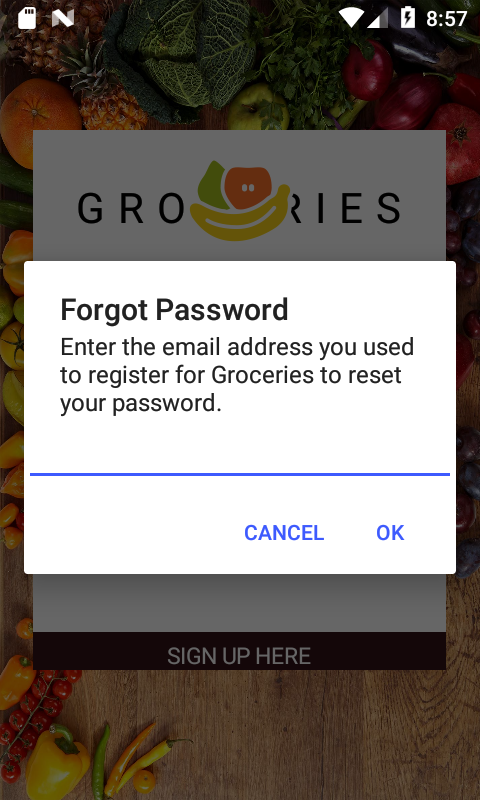 8:57
GRO RIES
Forgot Password
Enter the email address you used
to register for Groceries to reset
your password.
CANCEL OK
SIGN UP HERE